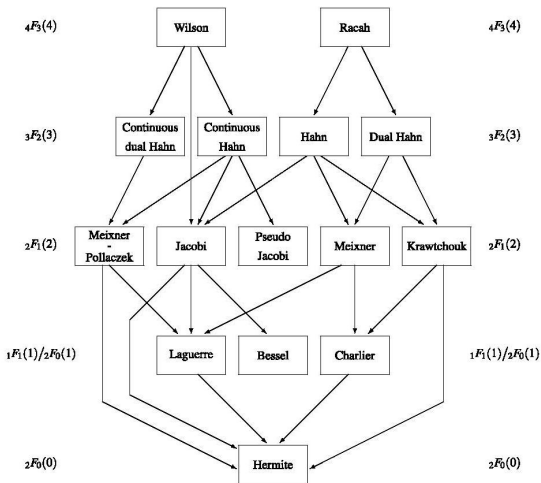 ₄F₃(4) Wilson Racah ₄F₃(4)
Continuous Continuous
₃F₂(3) dual Hahn Hahn Hahn Dual Hahn ₃F₂(3)
Meixner
₂F₁(2) - Jacobi Pseudo Meixner Krawtchouk ₂F₁(2)
Pollaczek Jacobi
₁F₁(1)/₂F₀(1) Laguerre Bessel Charlier ₁F₁(1)/₂F₀(1)
₂F₀(0) Hermite ₂F₀(0)